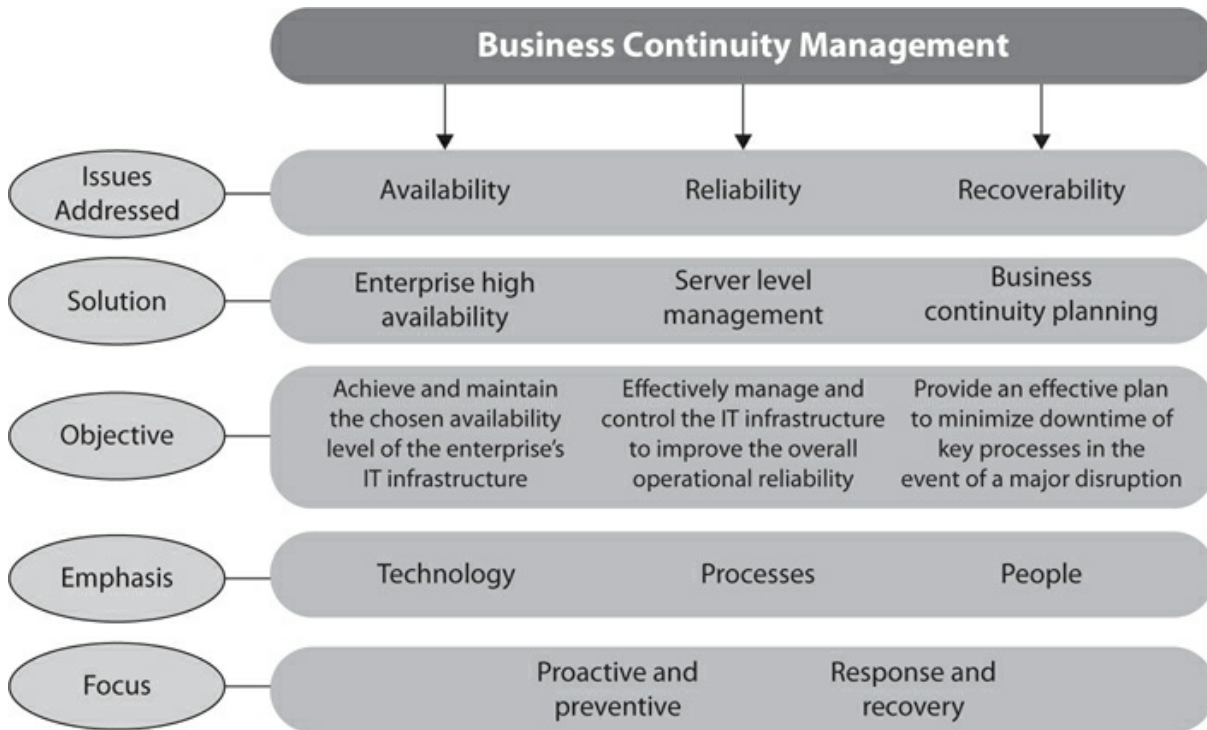 Business Continuity Management
Issues
Addressed
Availability
Reliability
Recoverability
Solution
Enterprise high
availability
Server level
management
Business
continuity planning
Objective
Achieve and maintain
the chosen availability
level of the enterprise's
IT infrastructure
Effectively manage and
control the IT infrastructure
to improve the overall
operational reliability
Provide an effective plan
to minimize downtime of
key processes in the
event of a major disruption
Emphasis
Technology
Processes
People
Focus
Proactive and
preventive
Response and
recovery